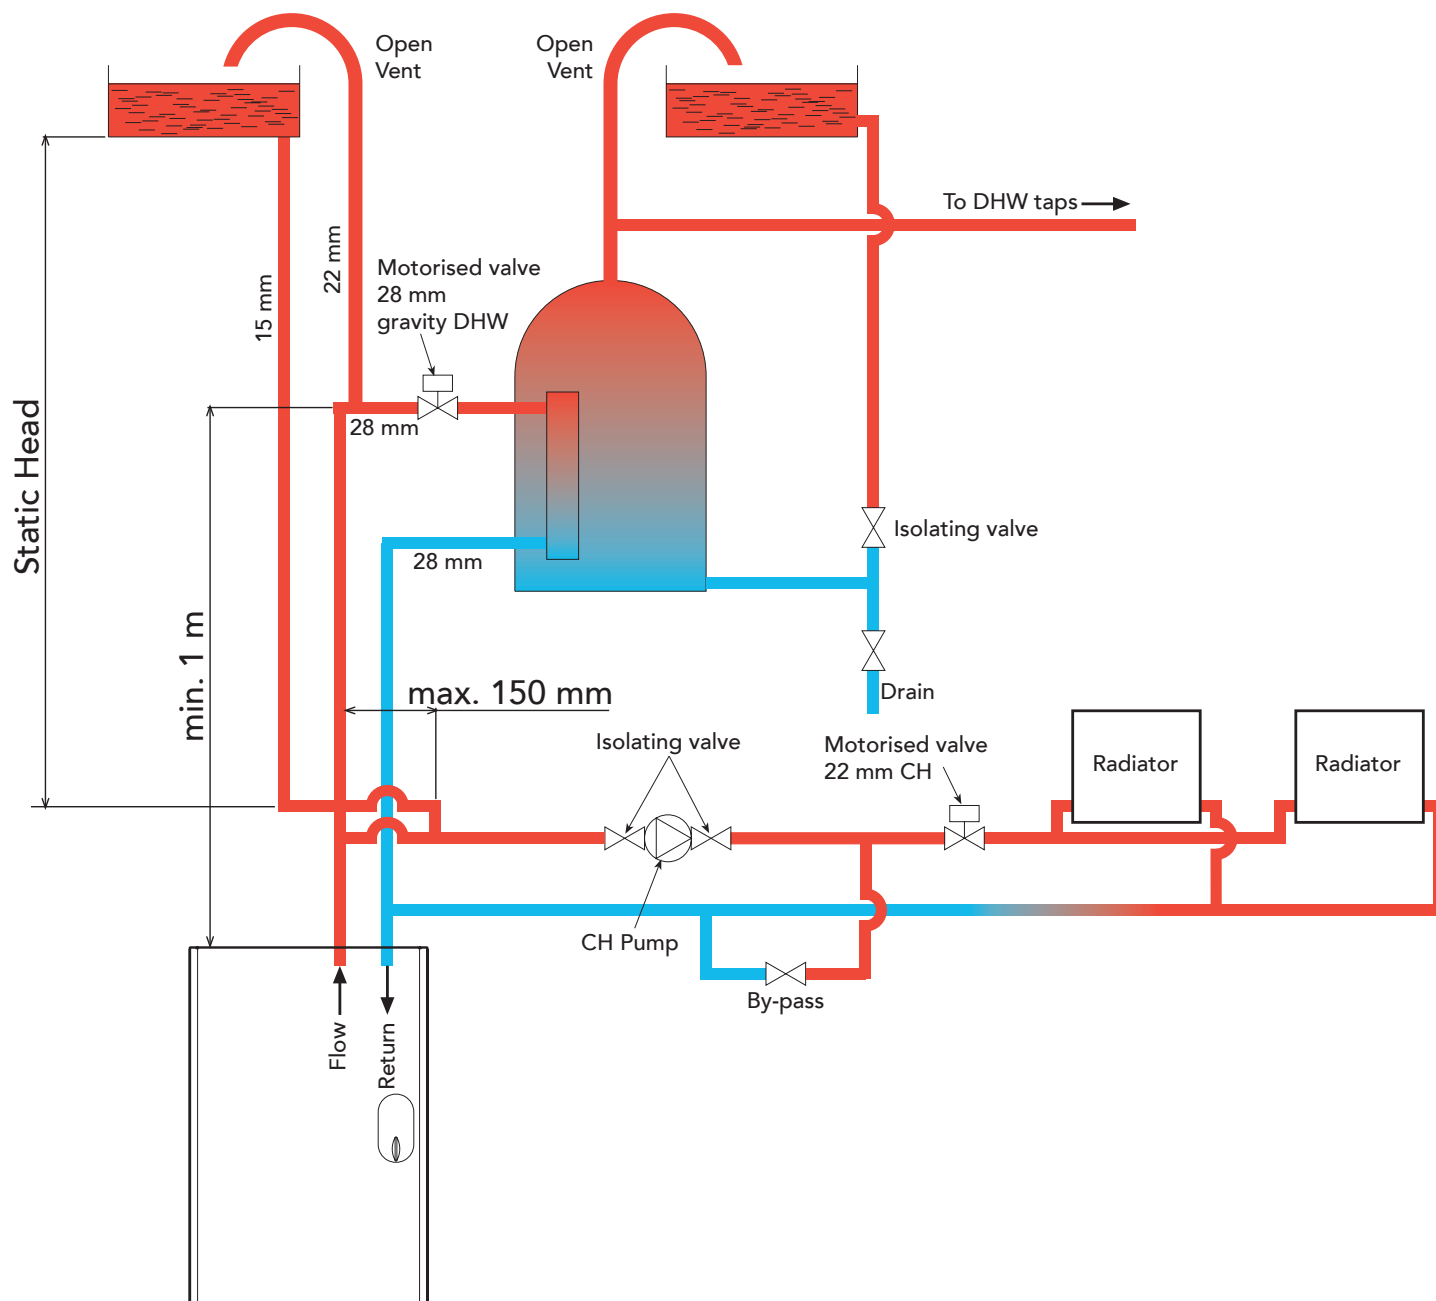 Open
Vent
Open
Vent
To DHW taps
22 mm
15 mm
Motorised valve
28 mm
gravity DHW
28 mm
Static Head
Isolating valve
28 mm
min. 1 m
max. 150 mm
Drain
Isolating valve
Motorised valve
22 mm CH
Radiator
Radiator
CH Pump
By-pass
Flow
Return